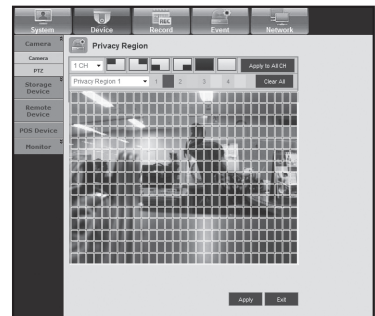 System Device Record Event Network
REC
Camera
Camera
PTZ
Storage
Device
Remote
Device
POS Device
Monitor
Privacy Region
1 CH Apply to All CH
Privacy Region 1 1 2 3 4 Clear All
Apply Exit